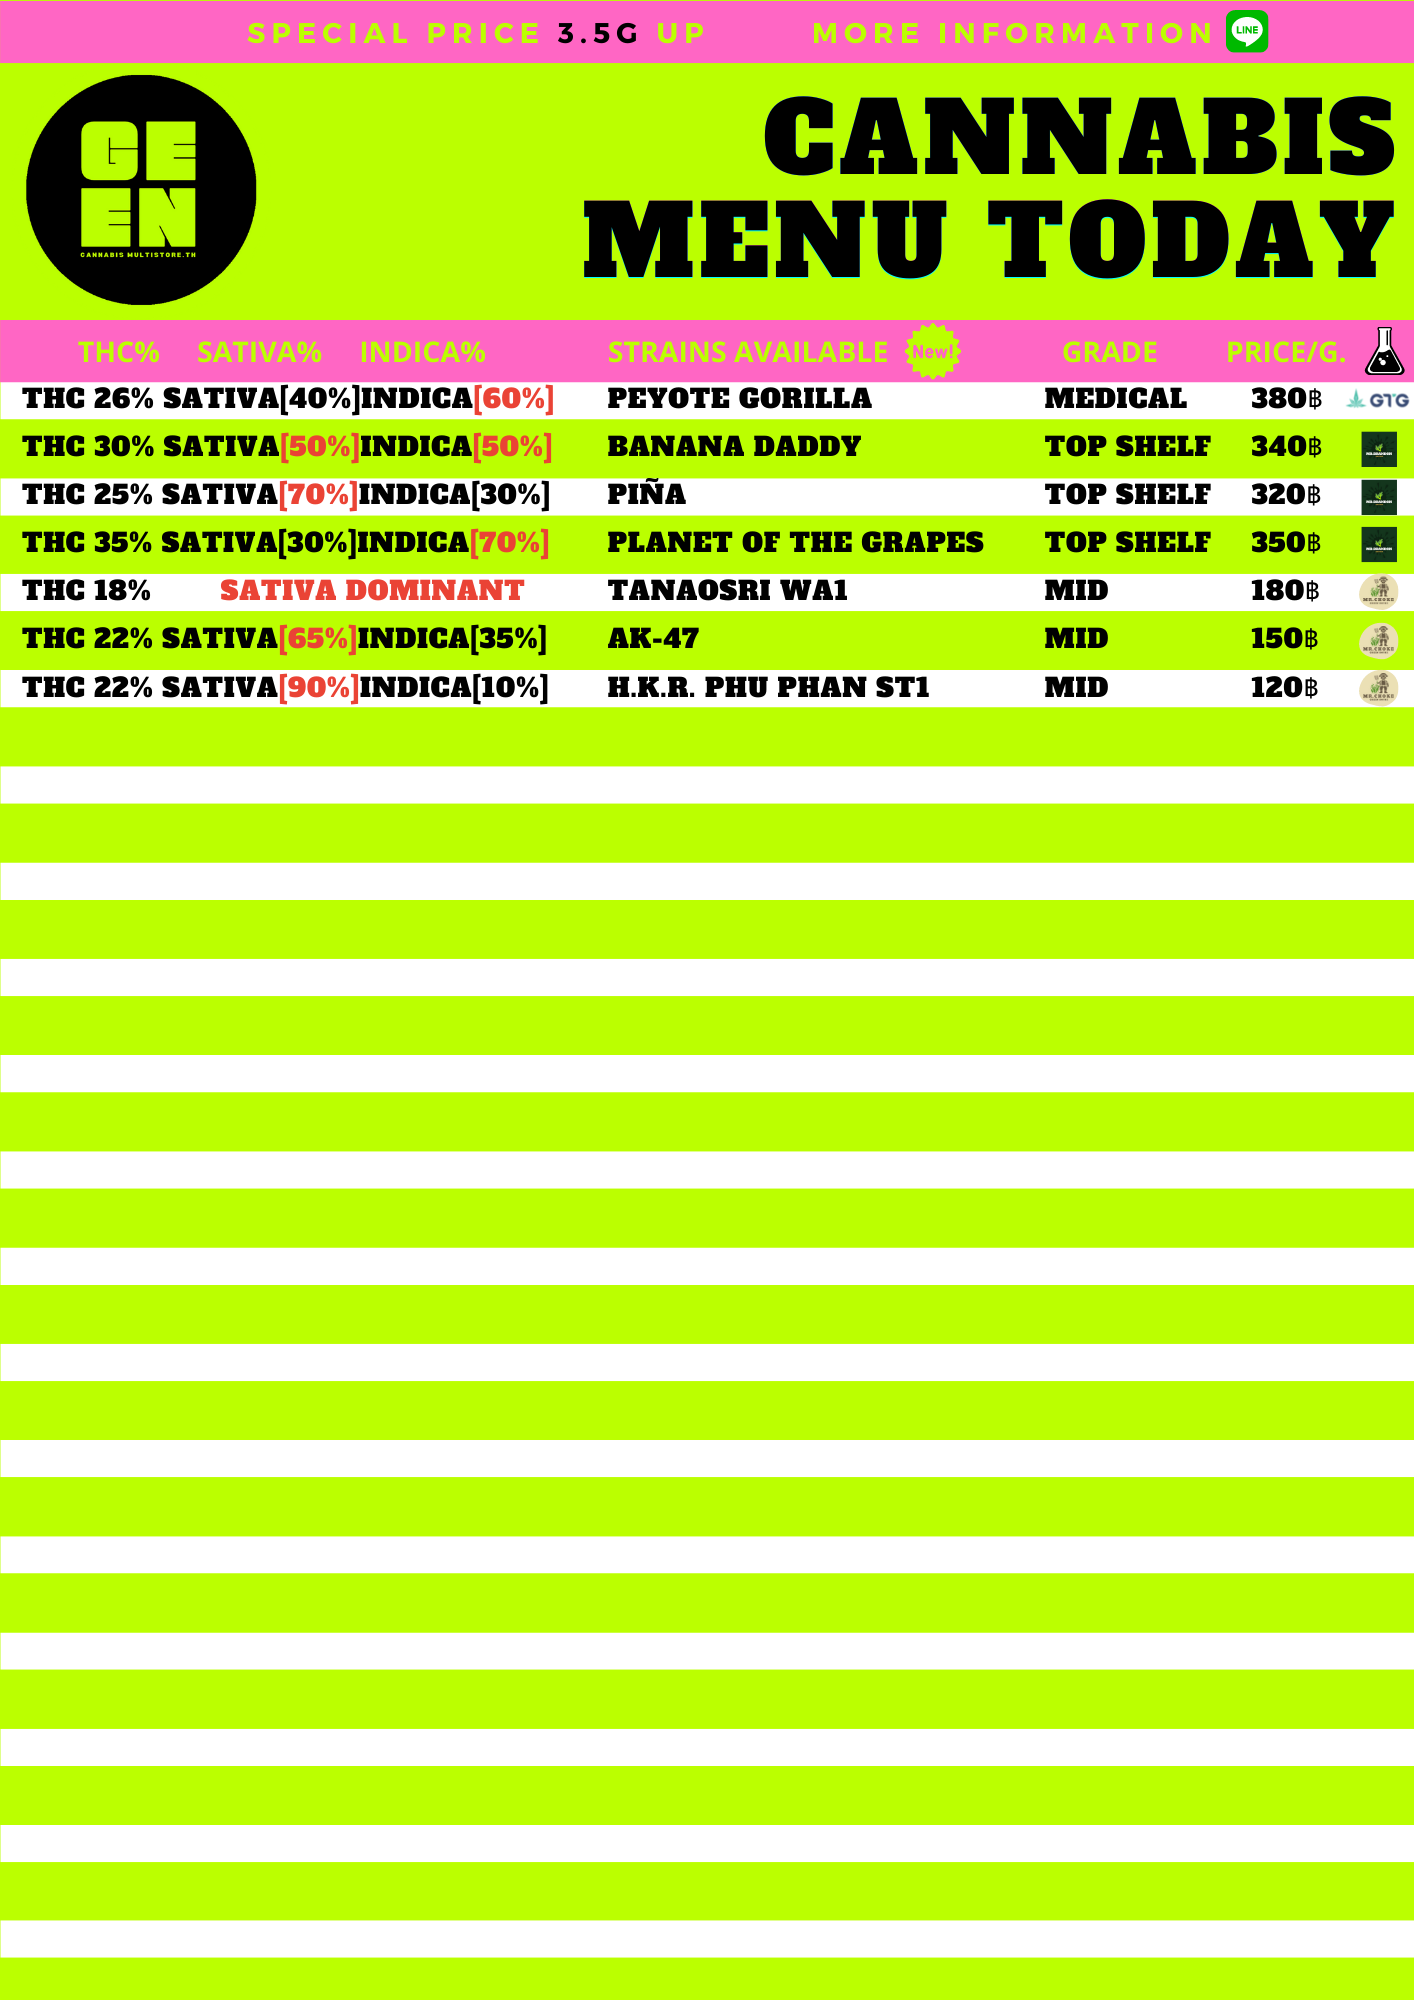 SPECIAL PRICE 3.5G UP MORE INFORMATION LINE
GE
EN
CANNABIS MULTISTORE.TH
CANNABIS
MENU TODAY
THC% SATIVA% INDICA% STRAINS AVAILABLE New! GRADE PRICE/G.
THC 26% SATIVA[40%]INDICA[60%] PEYOTE GORILLA MEDICAL 380฿ GTG
THC 30% SATIVA[50%]INDICA[50%] BANANA DADDY TOP SHELF 340฿
THC 25% SATIVA[70%]INDICA[30%] PIÑA TOP SHELF 320฿
THC 35% SATIVA[30%]INDICA[70%] PLANET OF THE GRAPES TOP SHELF 350฿
THC 18% SATIVA DOMINANT TANAOSRI WA1 MID 180฿ MR.CHOKE
THC 22% SATIVA[65%]INDICA[35%] AK-47 MID 150฿ MR.CHOKE
THC 22% SATIVA[90%]INDICA[10%] H.K.R. PHU PHAN ST1 MID 120฿ MR.CHOKE